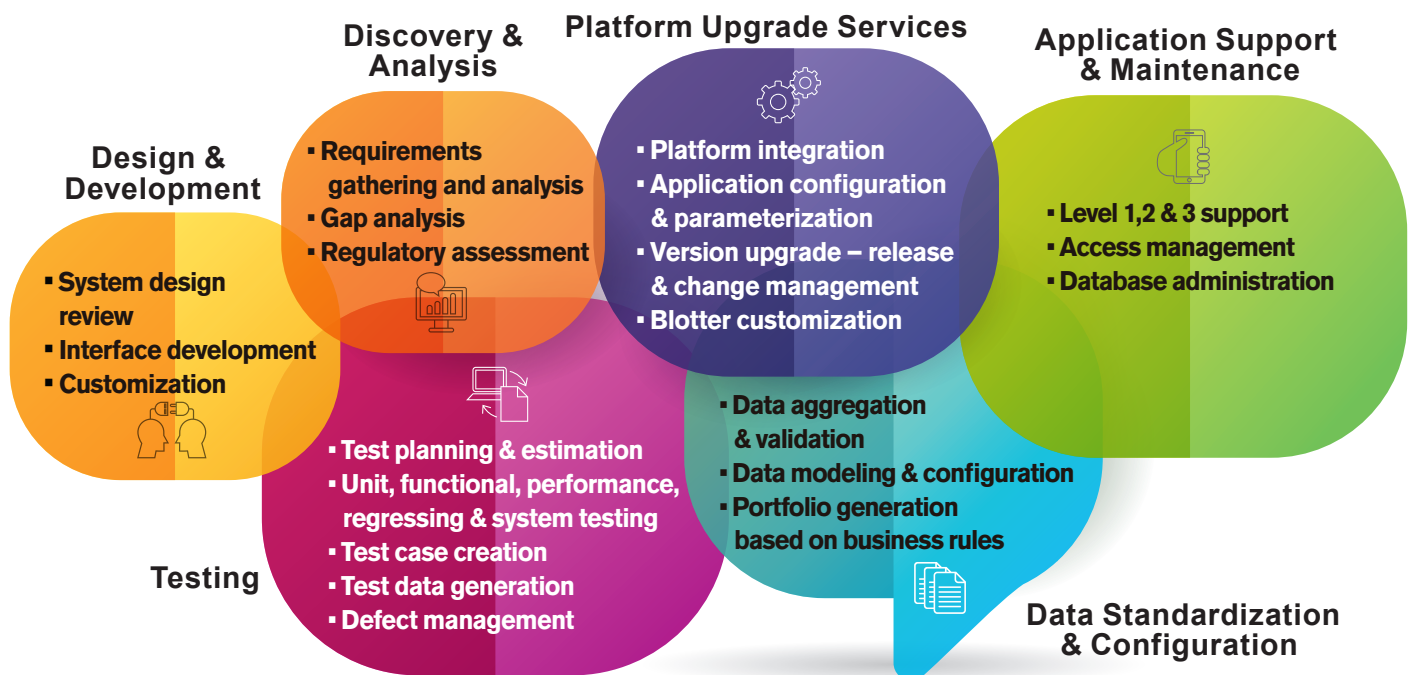 Design &
Development
▪ System design
review
▪ Interface development
▪ Customization
Discovery &
Analysis
▪ Requirements
gathering and analysis
▪ Gap analysis
▪ Regulatory assessment
Platform Upgrade Services
▪ Platform integration
▪ Application configuration
& parameterization
▪ Version upgrade – release
& change management
▪ Blotter customization
Application Support
& Maintenance
▪ Level 1,2 & 3 support
▪ Access management
▪ Database administration
Testing
▪ Test planning & estimation
▪ Unit, functional, performance,
regressing & system testing
▪ Test case creation
▪ Test data generation
▪ Defect management
▪ Data aggregation
& validation
▪ Data modeling & configuration
▪ Portfolio generation
based on business rules
Data Standardization
& Configuration